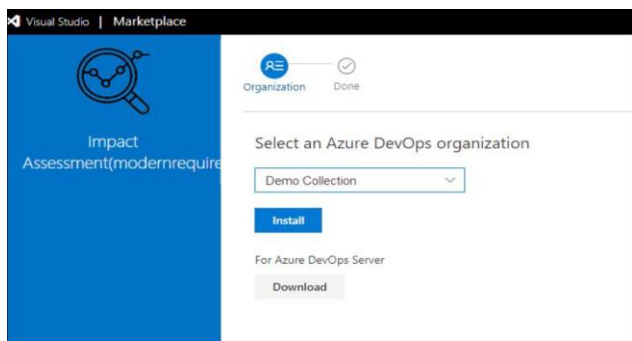 Visual Studio | Marketplace
Impact
Assessment(modernrequire
Organization
Done
Select an Azure DevOps organization
Demo Collection
Install
For Azure DevOps Server
Download